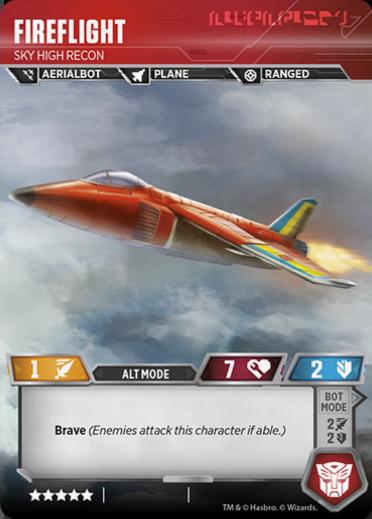 FIREFLIGHT
SKY HIGH RECON
AERIALBOT PLANE RANGED
1 ALT MODE 7 2
BOT
MODE
2
2
Brave (Enemies attack this character if able.)
TM & © Hasbro. © Wizards.